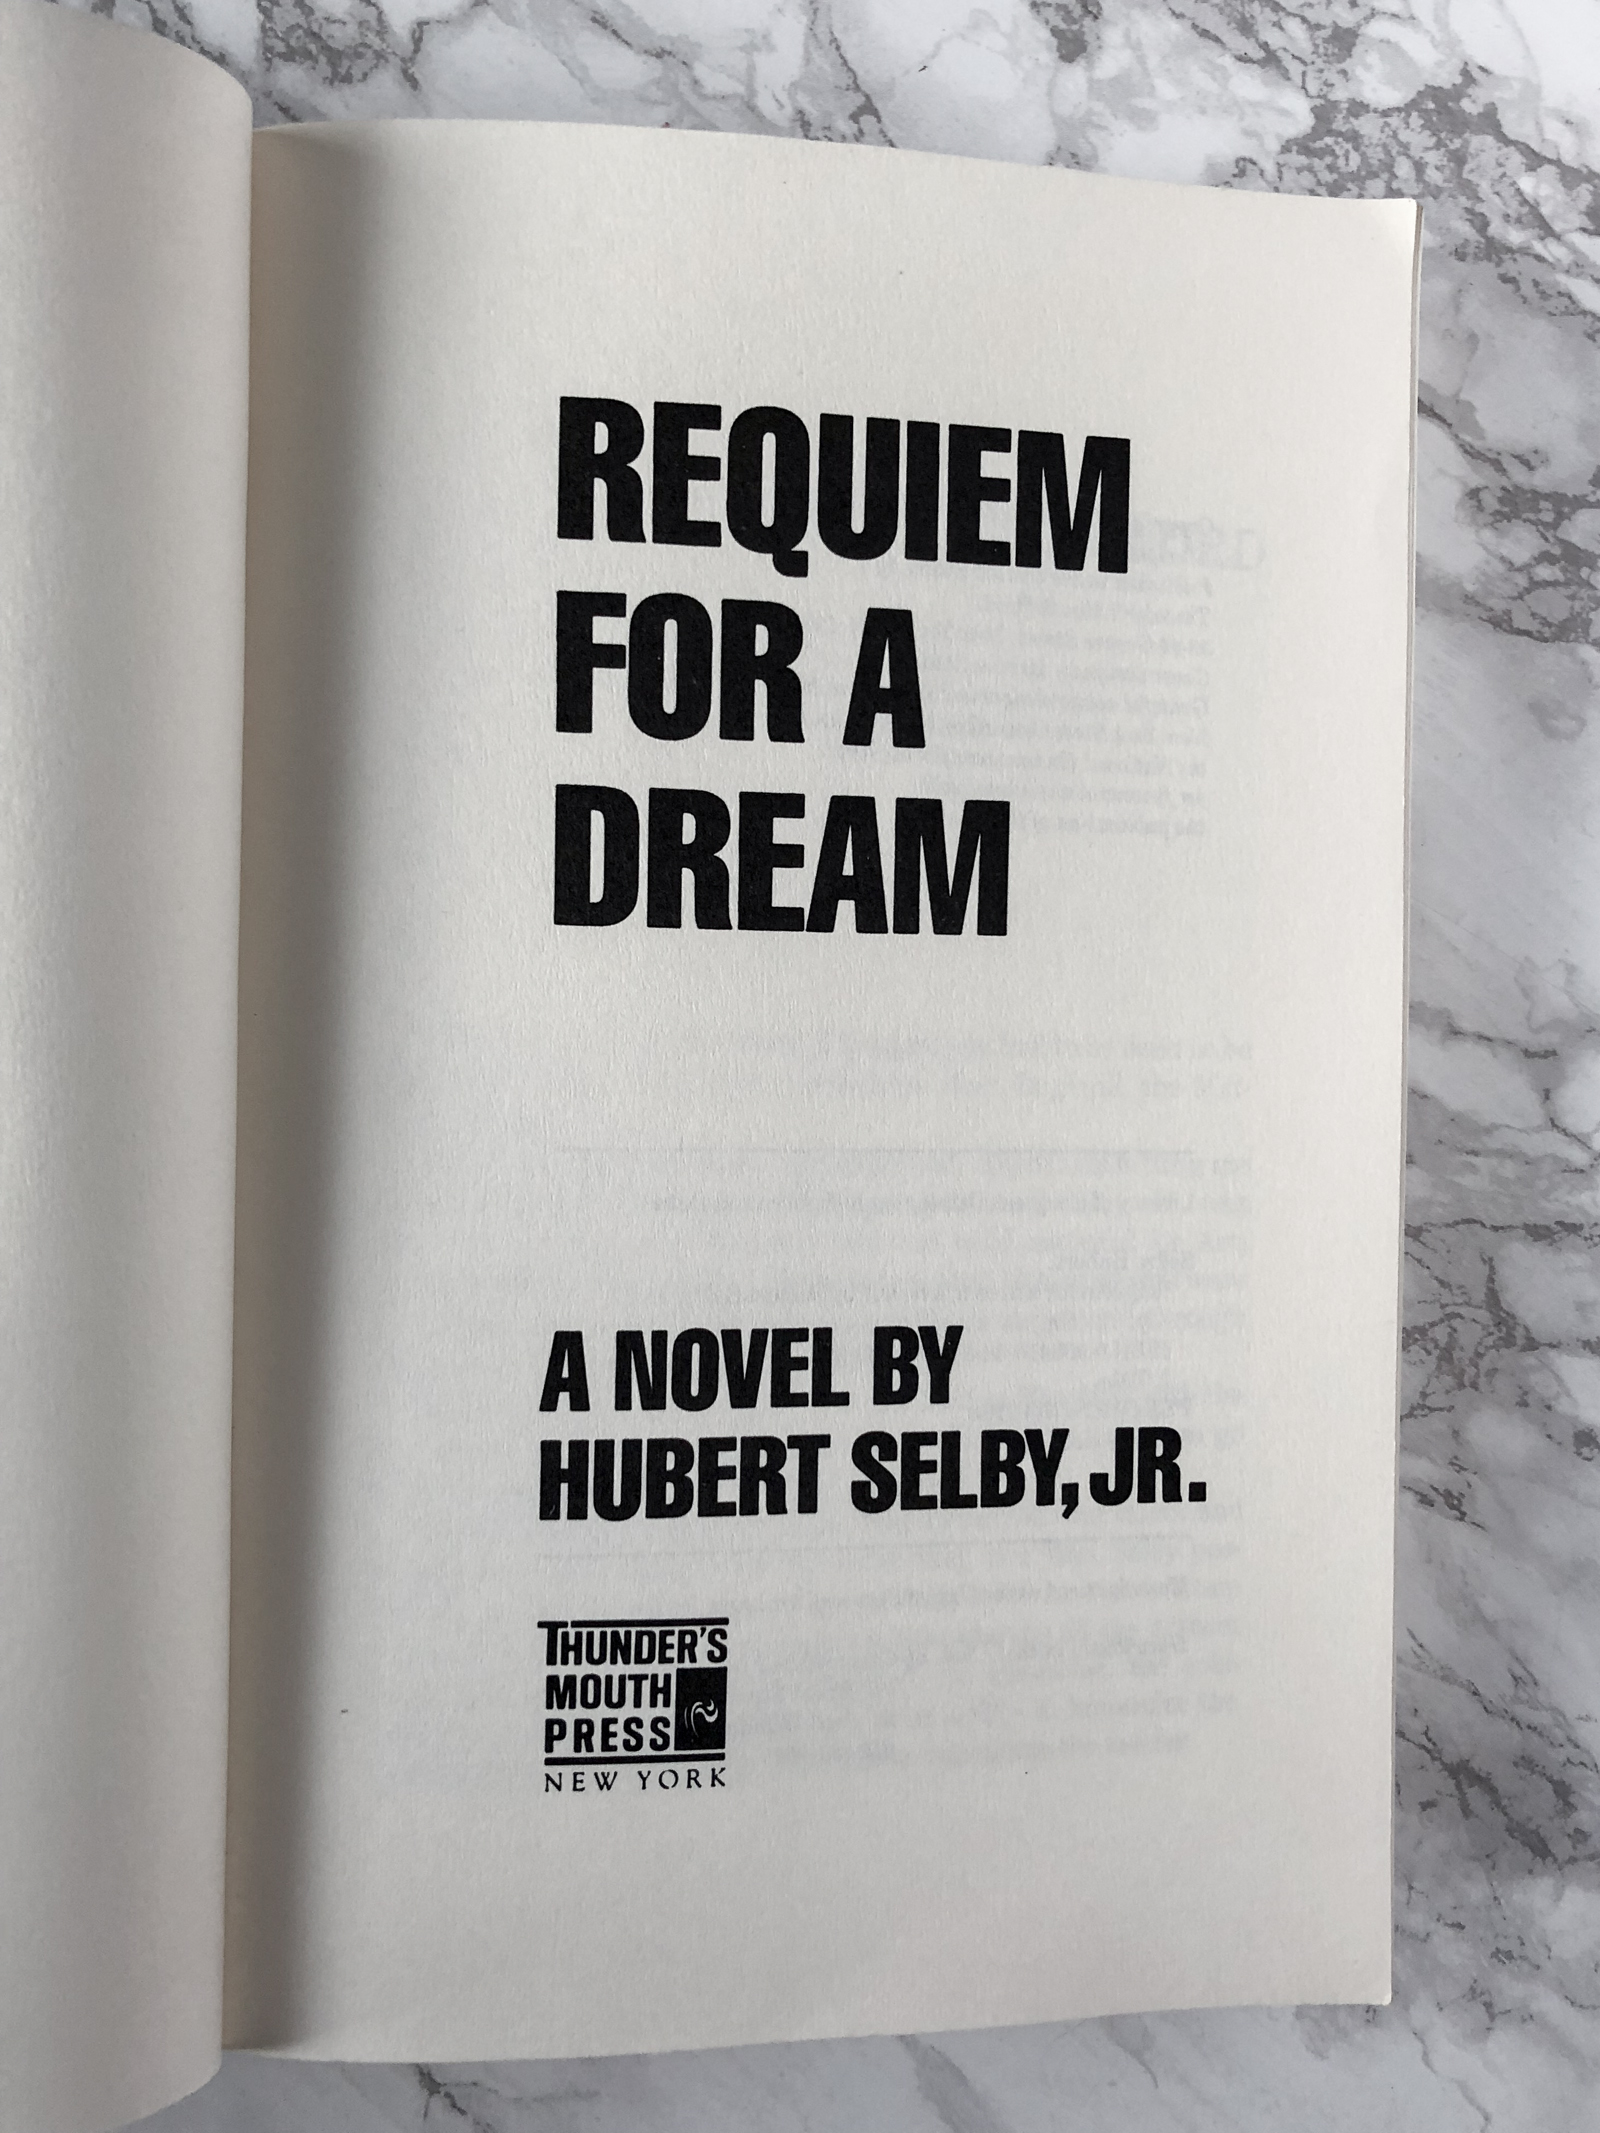 REQUIEM
FOR A
DREAM
A NOVEL BY
HUBERT SELBY, JR.
THUNDER'S
MOUTH
PRESS
NEW YORK